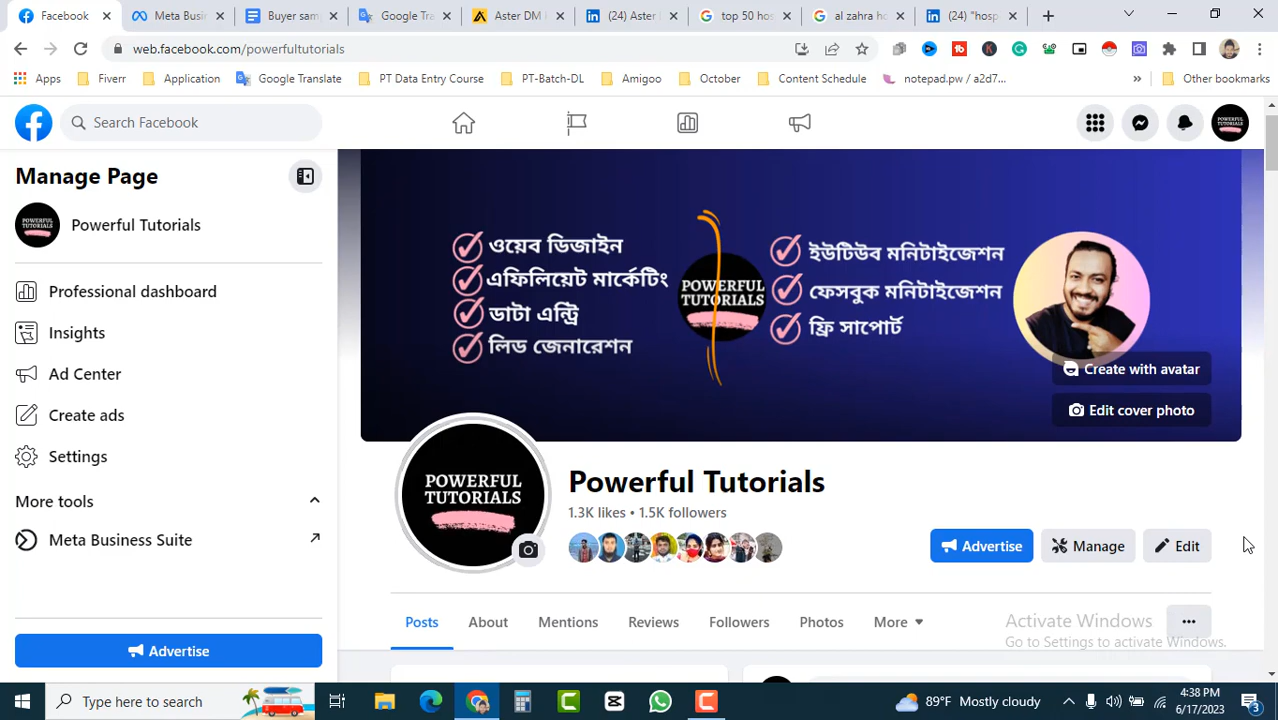 Facebook
Meta Busin
Buyer sam
Google Tra
Aster DM H
(24) Aster
top 50 hos
al zahra ho
(24) "hosp
web.facebook.com/powerfultutorials
Apps
Fiverr
Application
Google Translate
PT Data Entry Course
PT-Batch-DL
Amigoo
October
Content Schedule
notepad.pw / a2d7...
»
Other bookmarks
Search Facebook
POWERFUL
TUTORIALS
Manage Page
Powerful Tutorials
Professional dashboard
Insights
Ad Center
Create ads
Settings
More tools
Meta Business Suite
Advertise
ওয়েব ডিজাইন
এফিলিয়েট মার্কেটিং
ডাটা এন্ট্রি
লিড জেনারেশন
POWERFUL
TUTORIALS
ইউটিউব মনিটাইজেশন
ফেসবুক মনিটাইজেশন
ফ্রি সাপোর্ট
Create with avatar
Edit cover photo
POWERFUL
TUTORIALS
Powerful Tutorials
1.3K likes • 1.5K followers
Advertise
Manage
Edit
Posts
About
Mentions
Reviews
Followers
Photos
More
Activate Windows
Go to Settings to activate Windows.
Type here to search
89°F Mostly cloudy
4:38 PM
6/17/2023
3